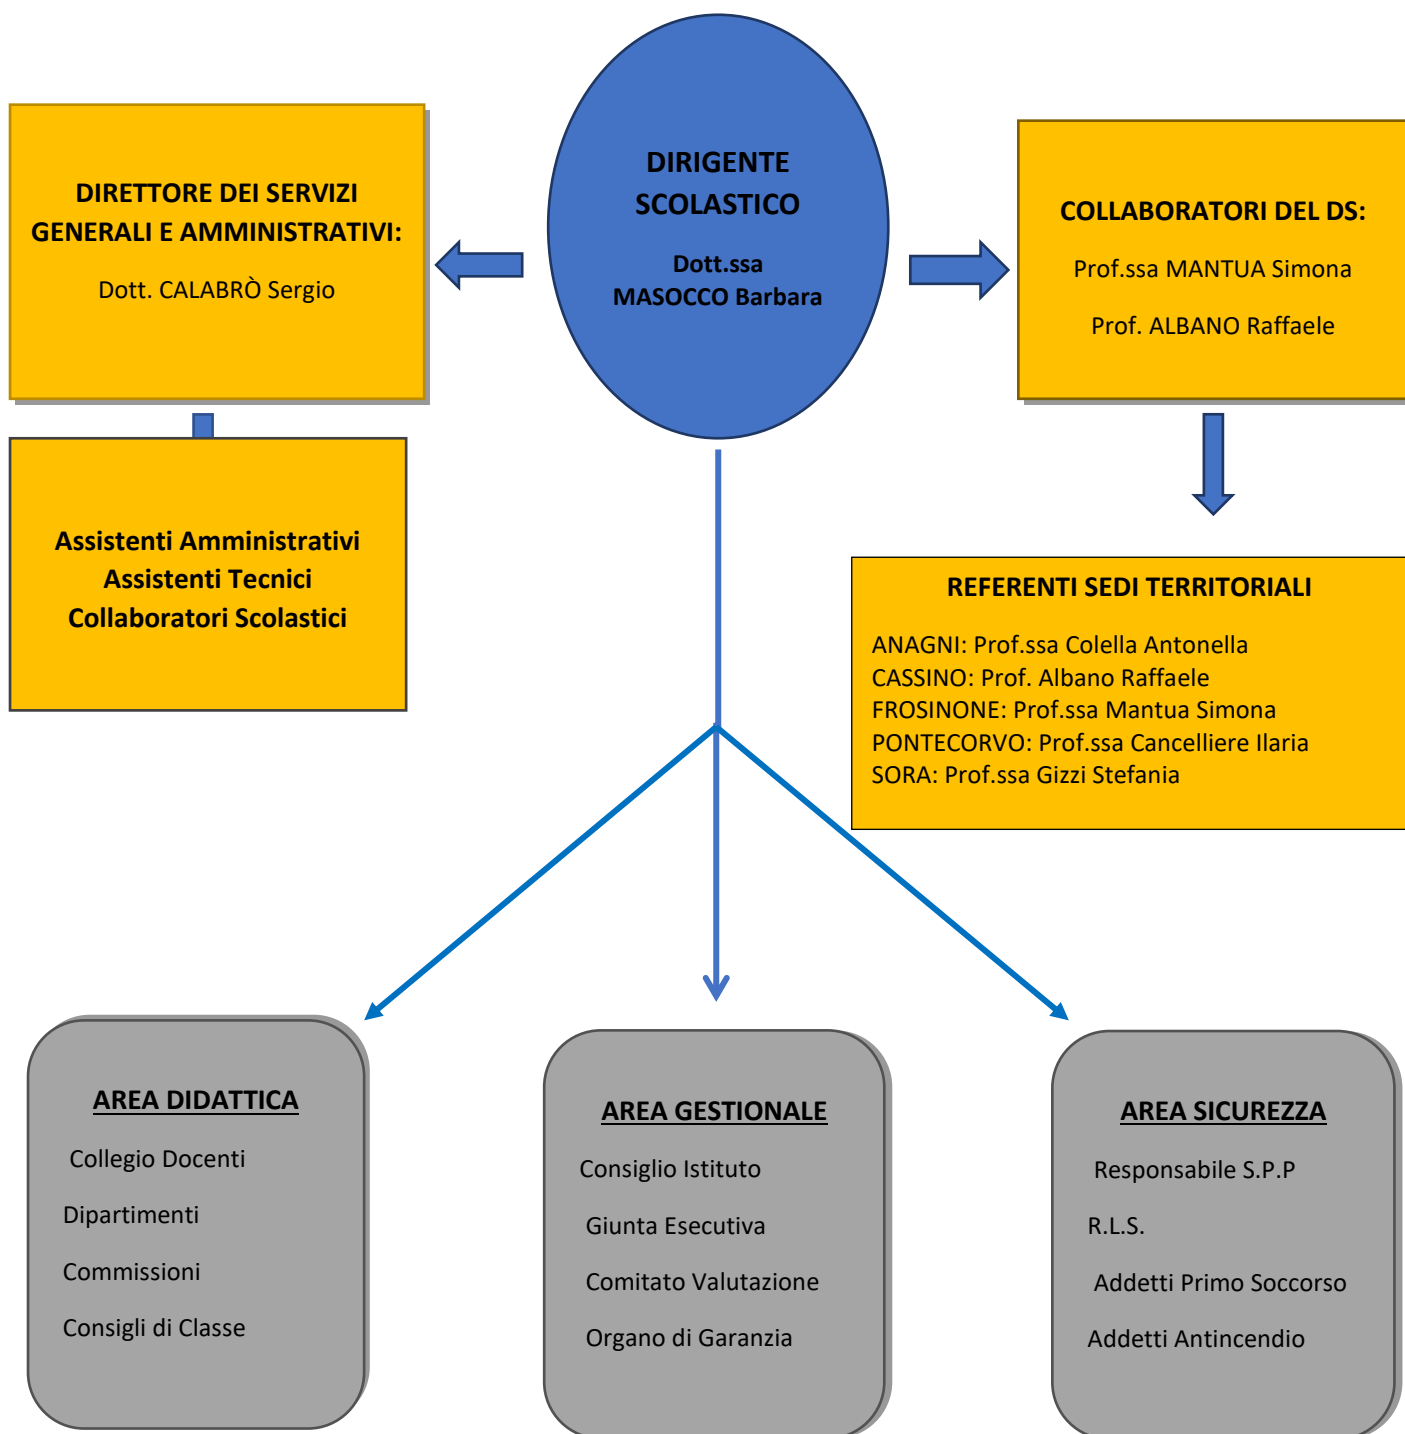 DIRIGENTE
SCOLASTICO
Dott.ssa
MASOCCO Barbara
DIRETTORE DEI SERVIZI
GENERALI E AMMINISTRATIVI:
Dott. CALABRÒ Sergio
COLLABORATORI DEL DS:
Prof.ssa MANTUA Simona
Prof. ALBANO Raffaele
Assistenti Amministrativi
Assistenti Tecnici
Collaboratori Scolastici
REFERENTI SEDI TERRITORIALI
ANAGNI: Prof.ssa Colella Antonella
CASSINO: Prof. Albano Raffaele
FROSINONE: Prof.ssa Mantua Simona
PONTECORVO: Prof.ssa Cancelliere Ilaria
SORA: Prof.ssa Gizzi Stefania
AREA DIDATTICA
Collegio Docenti
Dipartimenti
Commissioni
Consigli di Classe
AREA GESTIONALE
Consiglio Istituto
Giunta Esecutiva
Comitato Valutazione
Organo di Garanzia
AREA SICUREZZA
Responsabile S.P.P
R.L.S.
Addetti Primo Soccorso
Addetti Antincendio